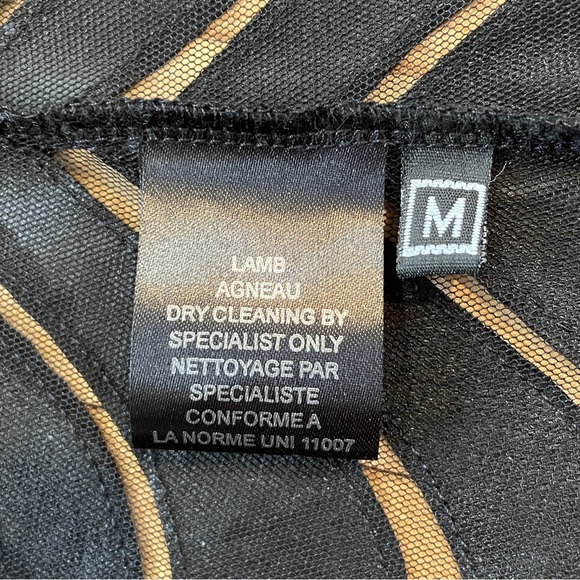 LAMB
AGNEAU
DRY CLEANING BY
SPECIALIST ONLY
NETTOYAGE PAR
SPECIALISTE
CONFORME A
LA NORME UNI 11007
M